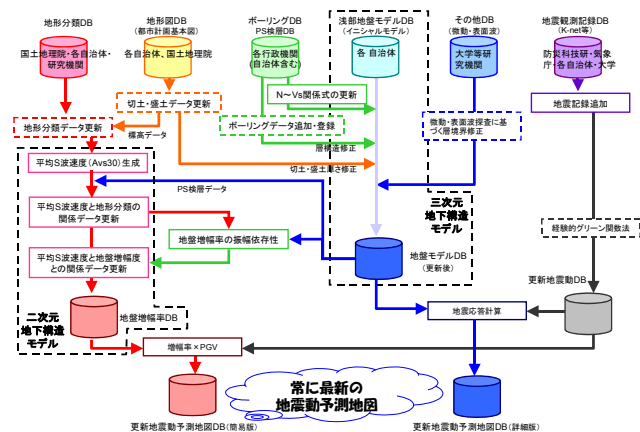 地形分類DB
地形図DB
(都市計画基本図)
ボーリングDB
PS検層DB
浅部地盤モデルDB
(イニシャルモデル)
その他DB
(微動・表面波)
地震観測記録DB
(K-net等)
国土地理院・各自治体・
研究機関
各自治体、国土地理院
各行政機関
(自治体含む)
各 自治体
大学等研
究機関
防災科技研・気象
庁・各自治体・大学
N～Vs関係式の更新
切土・盛土データ更新
地震記録追加
地形分類データ更新
標高データ
ボーリングデータ追加・登録
微動・表面波探査に基
づく層境界修正
層構造修正
平均S波速度(Avs30)生成
切土・盛土厚さ修正
PS検層データ
平均S波速度と地形分類の
関係データ更新
三次元
地下構造
モデル
経験的グリーン関数法
地盤増幅率の振幅依存性
地盤モデルDB
(更新後)
平均S波速度と地盤増幅度
との関係データ更新
更新地震動DB
二次元
地下構造
モデル
地盤増幅率DB
地震応答計算
増幅率×PGV
常に最新の
地震動予測地図
更新地震動予測地図DB(簡易版)
更新地震動予測地図DB(詳細版)